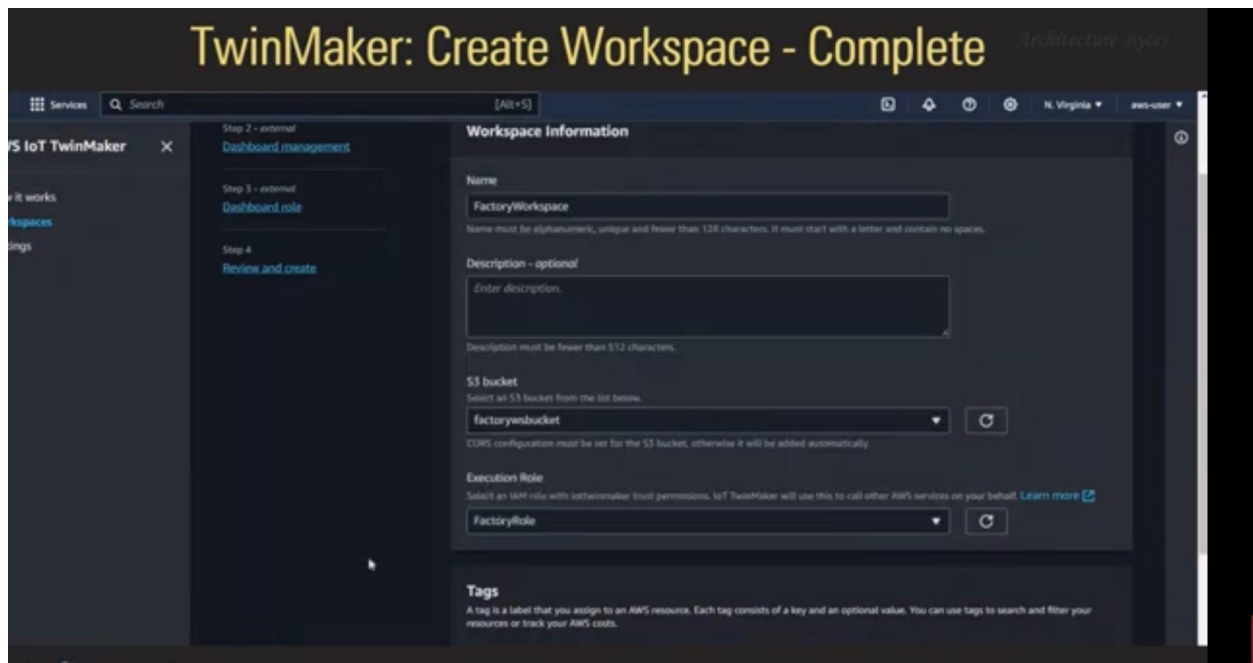 TwinMaker: Create Workspace - Complete
Architecture Bytes
Services
Search
[Alt+S]
N. Virginia
aws-user
S IoT TwinMaker
it works
kspaces
tings
Step 2 - external
Dashboard management
Step 3 - external
Dashboard role
Step 4
Review and create
Workspace Information
Name
FactoryWorkspace
Name must be alphanumeric, unique and fewer than 128 characters. It must start with a letter and contain no spaces.
Description - optional
Enter description.
Description must be fewer than 512 characters.
S3 bucket
Select an S3 bucket from the list below.
factorywsbucket
CORS configuration must be set for the S3 bucket, otherwise it will be added automatically.
Execution Role
Select an IAM role with iottwinmaker trust permissions. IoT TwinMaker will use this to call other AWS services on your behalf. Learn more
FactoryRole
Tags
A tag is a label that you assign to an AWS resource. Each tag consists of a key and an optional value. You can use tags to search and filter your
resources or track your AWS costs.